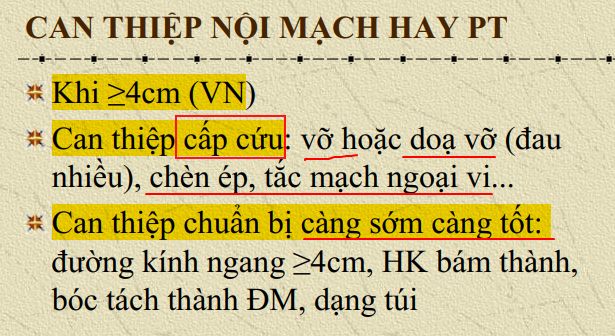 CAN THIỆP NỘI MẠCH HAY PT
Khi ≥4cm (VN)
Can thiệp cấp cứu: vỡ hoặc doạ vỡ (đau
nhiều), chèn ép, tắc mạch ngoại vi...
Can thiệp chuẩn bị càng sớm càng tốt:
đường kính ngang ≥4cm, HK bám thành,
bóc tách thành ĐM, dạng túi